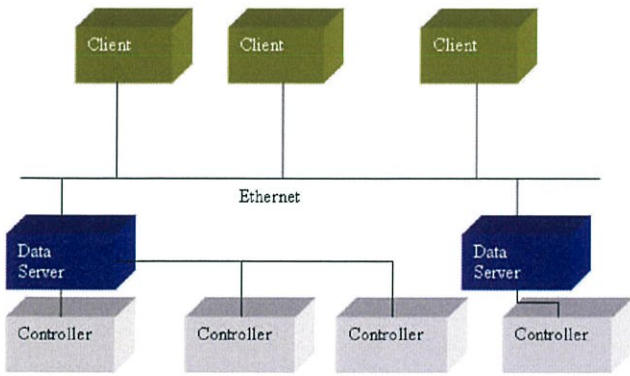 Client
Client
Client
Ethernet
Data
Server
Data
Server
Controller
Controller
Controller
Controller